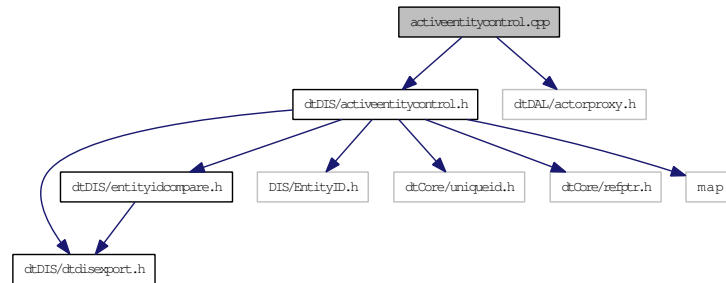 activeentitycontrol.cpp
dtDIS/activeentitycontrol.h
dtDAL/actorproxy.h
dtDIS/entityidcompare.h
DIS/EntityID.h
dtCore/uniqueid.h
dtCore/refptr.h
map
dtDIS/dtdisexport.h